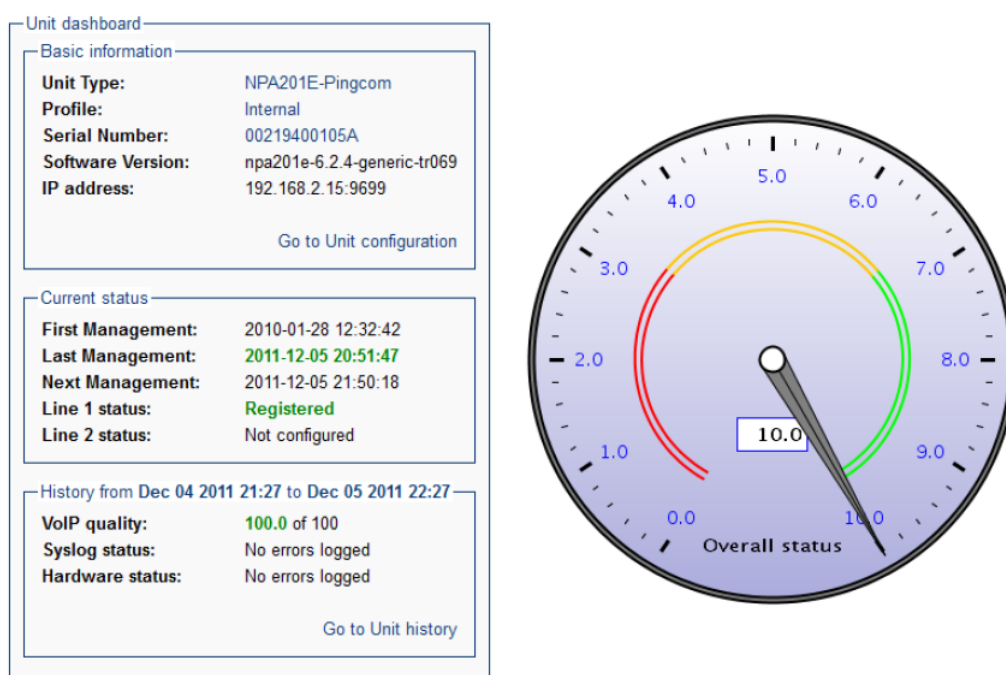 Unit dashboard
Basic information
Unit Type: NPA201E-Pingcom
Profile: Internal
Serial Number: 00219400105A
Software Version: npa201e-6.2.4-generic-tr069
IP address: 192.168.2.15:9699
Go to Unit configuration
Current status
First Management: 2010-01-28 12:32:42
Last Management: 2011-12-05 20:51:47
Next Management: 2011-12-05 21:50:18
Line 1 status: Registered
Line 2 status: Not configured
History from Dec 04 2011 21:27 to Dec 05 2011 22:27
VoIP quality: 100.0 of 100
Syslog status: No errors logged
Hardware status: No errors logged
Go to Unit history
5.0
4.0 6.0
3.0 7.0
2.0 8.0
10.0
1.0 9.0
0.0 10.0
Overall status